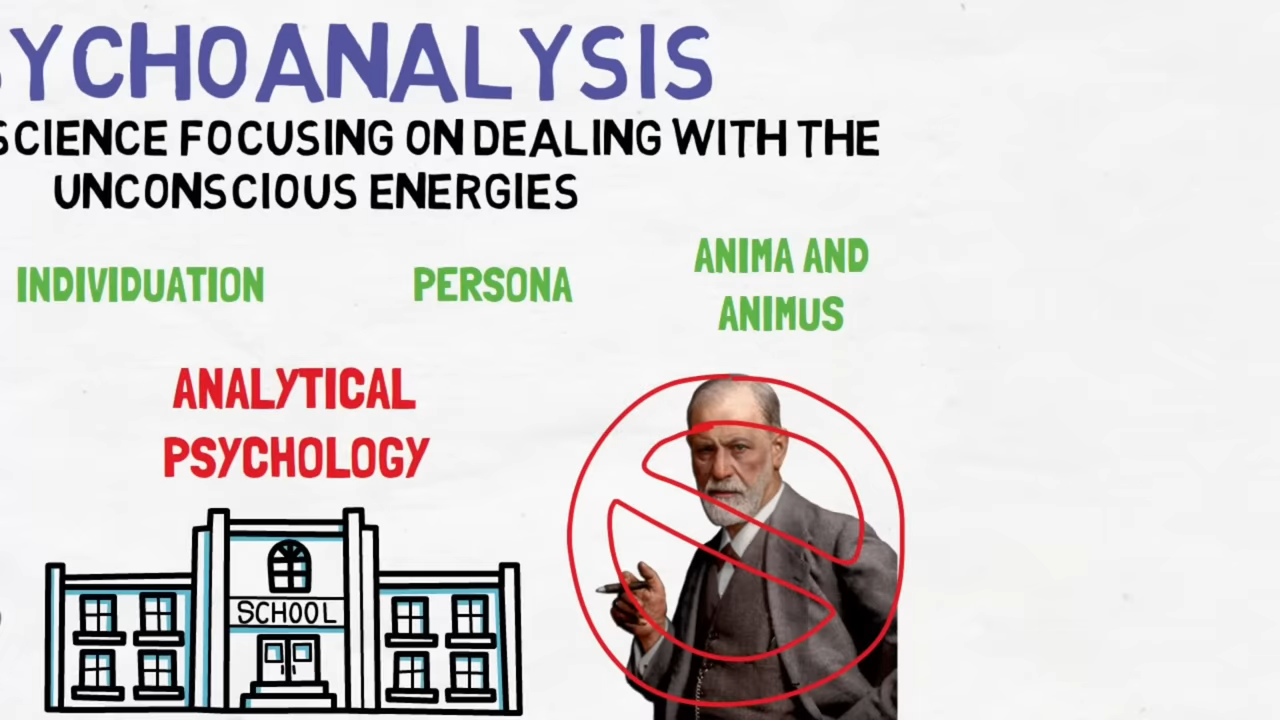 YCHOANALYSIS
SCIENCE FOCUSING ON DEALING WITH THE
UNCONSCIOUS ENERGIES
INDIVIDUATION
PERSONA
ANIMA AND
ANIMUS
ANALYTICAL
PSYCHOLOGY
SCHOOL